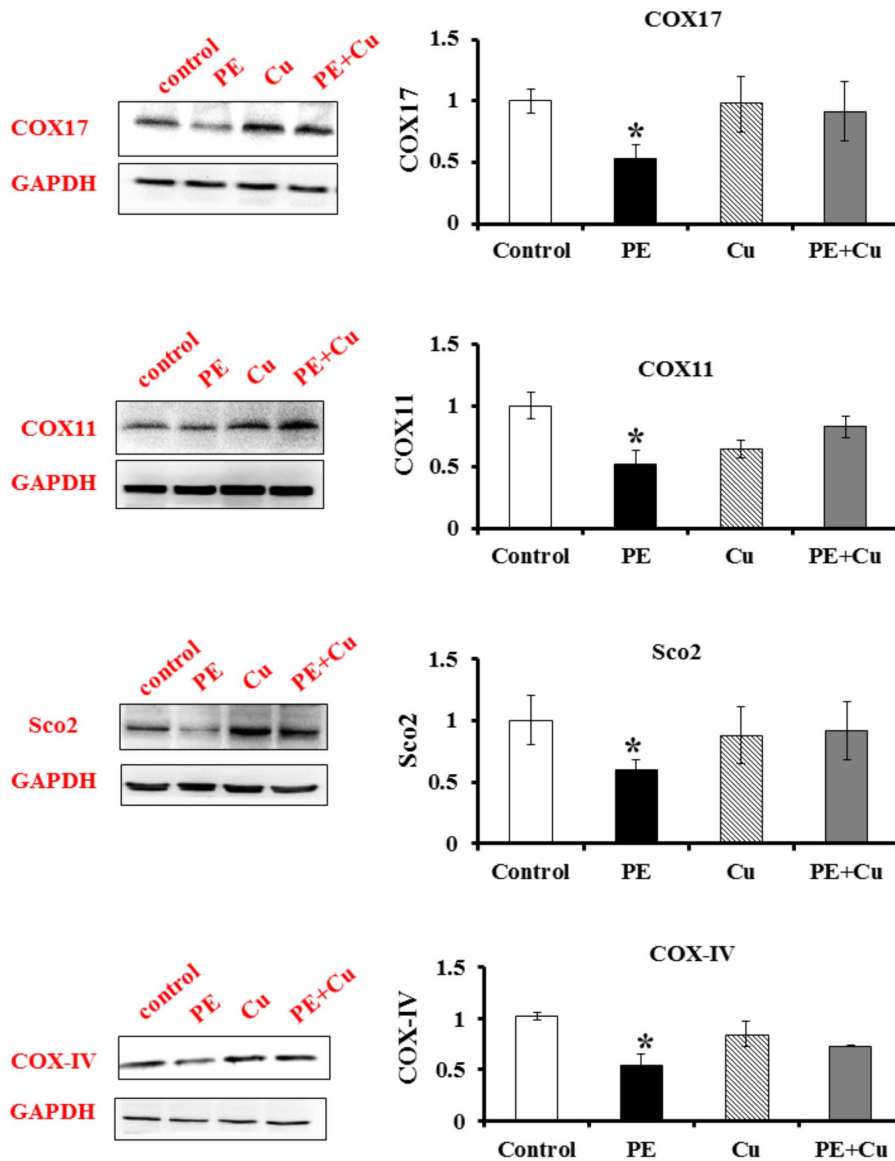 control PE Cu PE+Cu
COX17
GAPDH
COX17
COX17
1.5
1
0.5
0
*
Control PE Cu PE+Cu
control PE Cu PE+Cu
COX11
GAPDH
COX11
COX11
1.5
1
0.5
0
*
Control PE Cu PE+Cu
control PE Cu PE+Cu
Sco2
GAPDH
Sco2
Sco2
1.5
1
0.5
0
*
Control PE Cu PE+Cu
control PE Cu PE+Cu
COX-IV
GAPDH
COX-IV
COX-IV
1.5
1
0.5
0
*
Control PE Cu PE+Cu